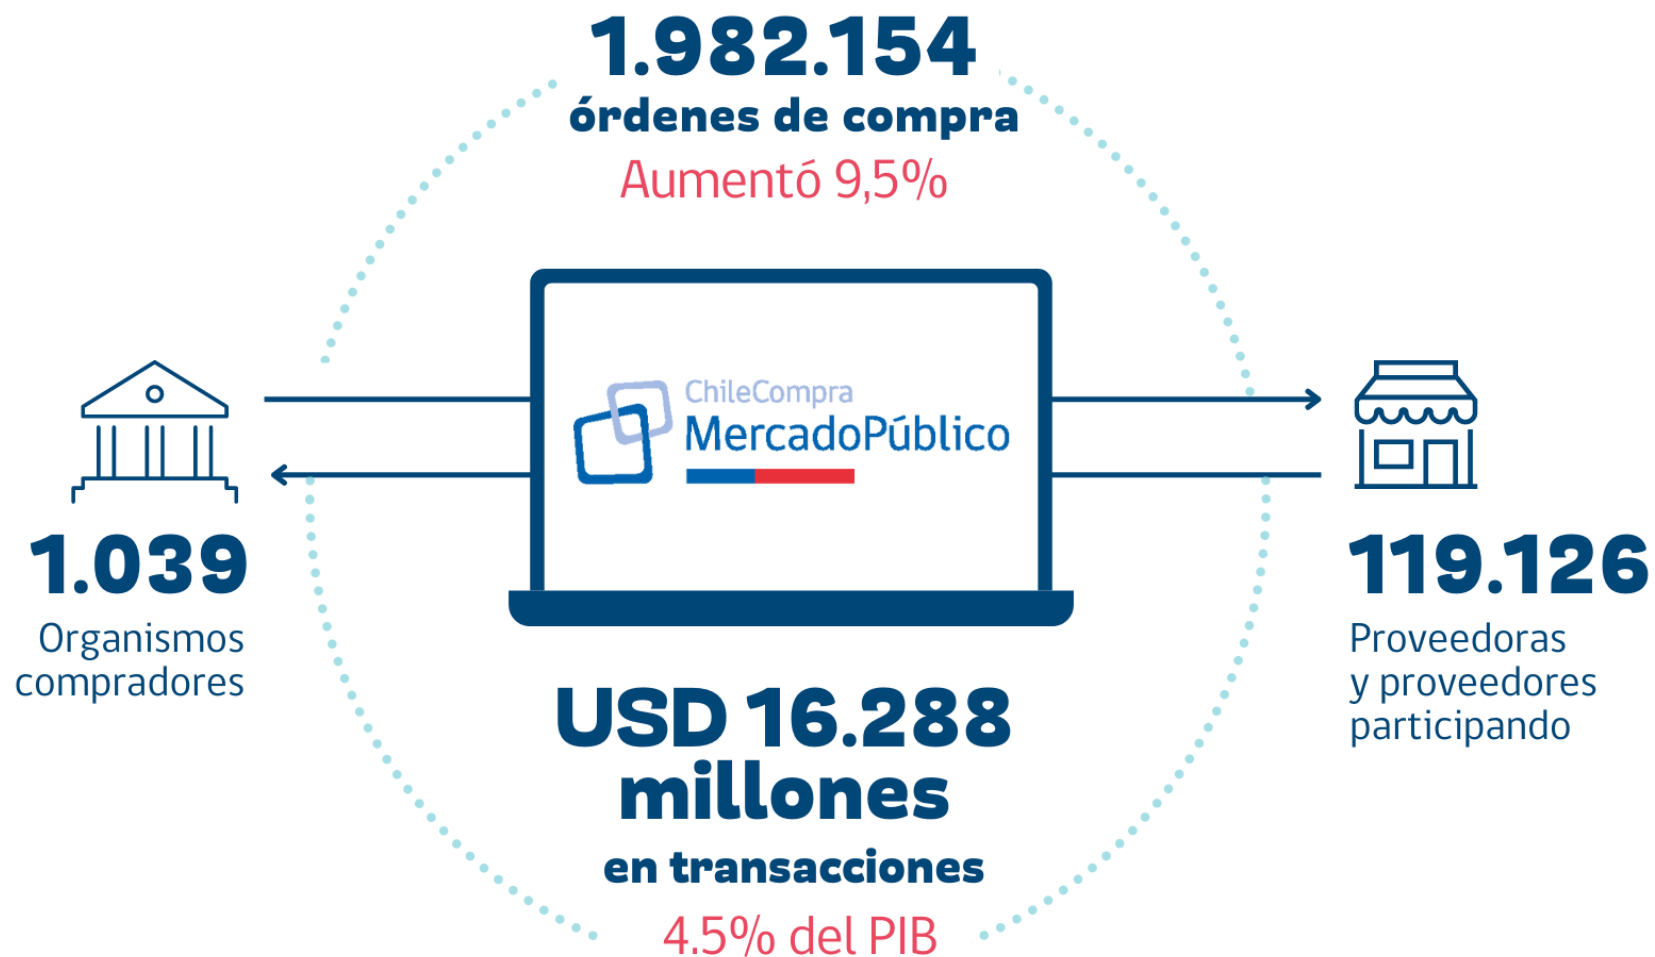 1.982.154
órdenes de compra
Aumentó 9,5%
ChileCompra
MercadoPúblico
1.039
Organismos
compradores
119.126
Proveedoras
y proveedores
participando
USD 16.288
millones
en transacciones
4.5% del PIB